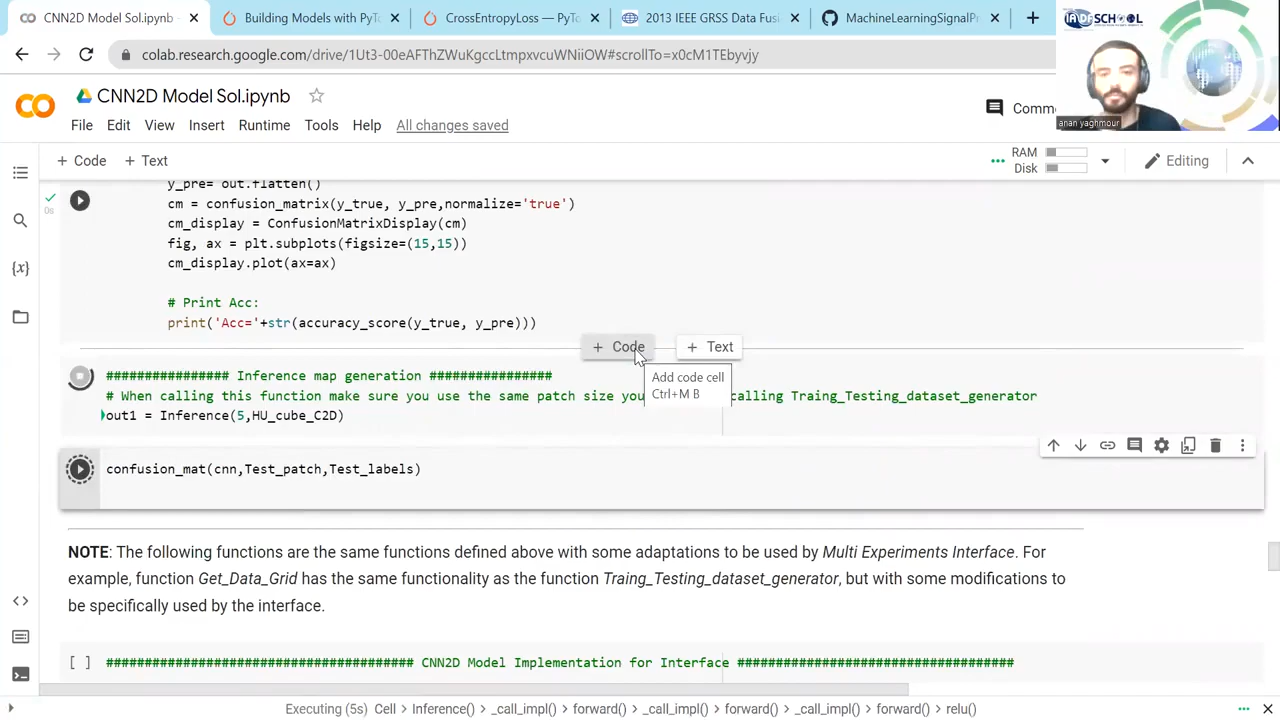 CNN2D Model Sol.ipynb - Colab
Building Models with PyTo
CrossEntropyLoss — PyTo
2013 IEEE GRSS Data Fusi
MachineLearningSignalPr
colab.research.google.com/drive/
IADFSCHOOL
anan yaghmour
CNN2D Model Sol.ipynb
Comme
File Edit View Insert Runtime Tools Help All changes saved
+ Code + Text
RAM
Disk
Editing
y_pre= out.flatten()
0s
cm = confusion_matrix(y_true, y_pre,normalize='true')
cm_display = ConfusionMatrixDisplay(cm)
fig, ax = plt.subplots(figsize=(15,15))
cm_display.plot(ax=ax)
# Print Acc:
print('Acc='+str(accuracy_score(y_true, y_pre)))
+ Code + Text
Add code cell
Ctrl+M B
################ Inference map generation ################
# When calling this function make sure you use the same patch size you calling Traing_Testing_dataset_generator
out1 = Inference(5,HU_cube_C2D)
confusion_mat(cnn,Test_patch,Test_labels)
NOTE: The following functions are the same functions defined above with some adaptations to be used by Multi Experiments Interface. For
example, function Get_Data_Grid has the same functionality as the function Traing_Testing_dataset_generator, but with some modifications to
be specifically used by the interface.
[ ] ######################################## CNN2D Model Implementation for Interface ####################################
Executing (5s) Cell > Inference() > _call_impl() > forward() > _call_impl() > forward() > _call_impl() > forward() > relu()